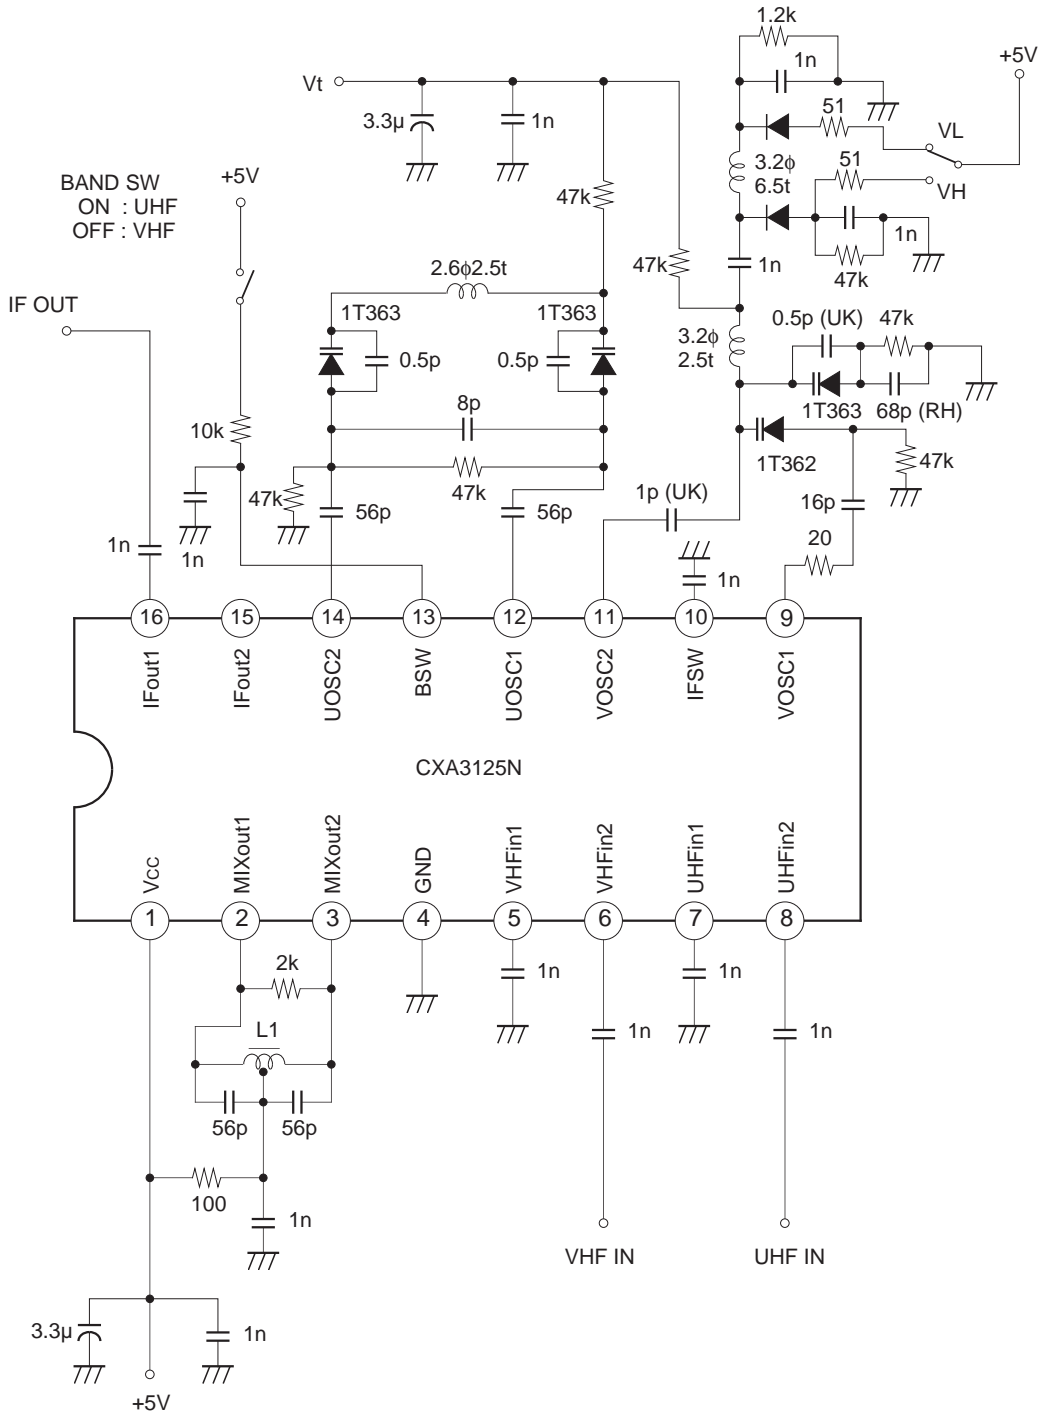 1.2k
1n
+5V
Vt
3.3µ
1n
51
VL
51
VH
3.2ϕ
6.5t
BAND SW
ON : UHF
OFF : VHF
+5V
47k
47k
1n
1n
47k
2.6ϕ2.5t
IF OUT
1T363
1T363
0.5p
0.5p
3.2ϕ
2.5t
0.5p (UK)
47k
1T363
68p (RH)
8p
10k
1T362
47k
47k
47k
56p
56p
1p (UK)
16p
20
1n
1n
1n
16 15 14 13 12 11 10 9
IFout1
IFout2
UOSC2
BSW
UOSC1
VOSC2
IFSW
VOSC1
CXA3125N
Vcc
MIXout1
MIXout2
GND
VHFin1
VHFin2
UHFin1
UHFin2
1 2 3 4 5 6 7 8
2k
1n
1n
L1
1n
1n
56p
56p
100
1n
VHF IN
UHF IN
3.3µ
1n
+5V